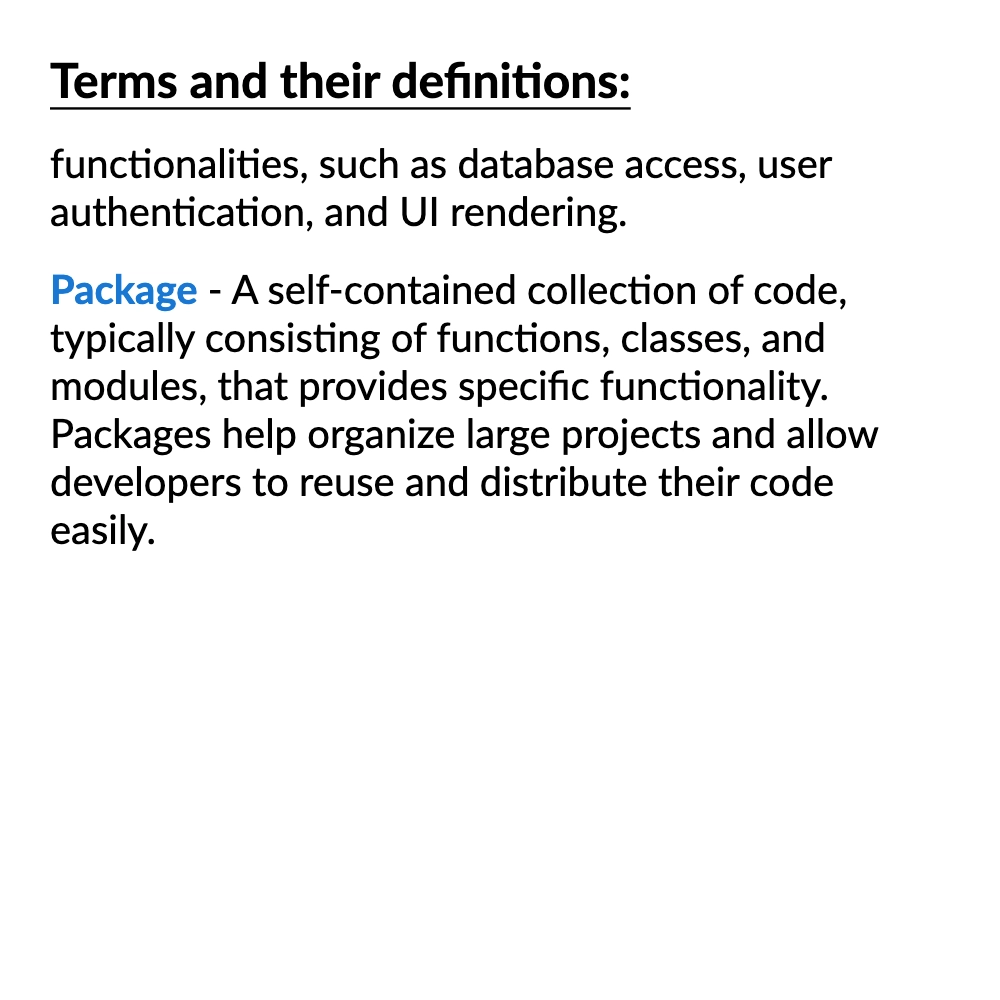 Terms and their definitions:
functionalities, such as database access, user
authentication, and UI rendering.
Package - A self-contained collection of code,
typically consisting of functions, classes, and
modules, that provides specific functionality.
Packages help organize large projects and allow
developers to reuse and distribute their code
easily.